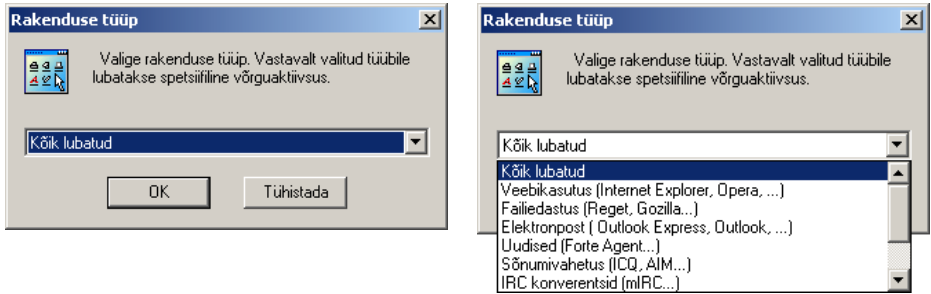 Rakenduse tüüp
Valige rakenduse tüüp. Vastavalt valitud tüübile
lubatakse spetsiifiline võrguaktiivsus.
Kõik lubatud
OK
Tühistada
Rakenduse tüüp
Valige rakenduse tüüp. Vastavalt valitud tüübile
lubatakse spetsiifiline võrguaktiivsus.
Kõik lubatud
Kõik lubatud
Veebikasutus (Internet Explorer, Opera, ...)
Failiedastus (Reget, Gozilla...)
Elektronpost ( Outlook Express, Outlook, ...)
Uudised (Forte Agent...)
Sõnumivahetus (ICQ, AIM...)
IRC konverentsid (mIRC...)